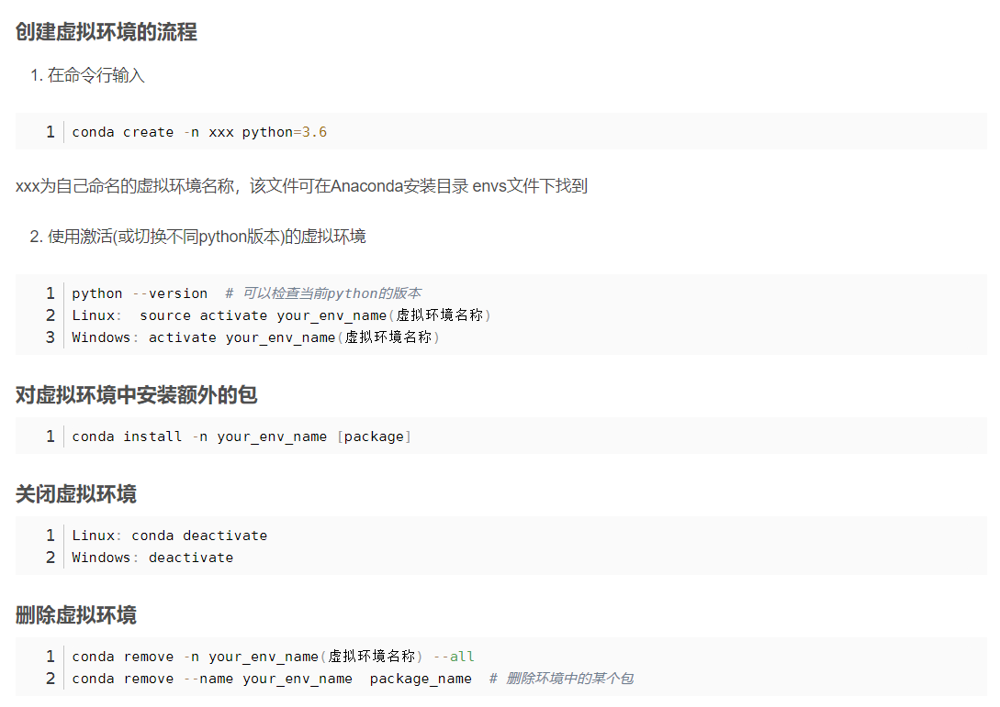 创建虚拟环境的流程
1. 在命令行输入
1 conda create -n xxx python=3.6
xxx为自己命名的虚拟环境名称，该文件可在Anaconda安装目录 envs文件下找到
2. 使用激活(或切换不同python版本)的虚拟环境
1 python --version  # 可以检查当前python的版本
2 Linux:  source activate your_env_name(虚拟环境名称)
3 Windows: activate your_env_name(虚拟环境名称)
对虚拟环境中安装额外的包
1 conda install -n your_env_name [package]
关闭虚拟环境
1 Linux: conda deactivate
2 Windows: deactivate
删除虚拟环境
1 conda remove -n your_env_name(虚拟环境名称) --all
2 conda remove --name your_env_name  package_name  # 删除环境中的某个包